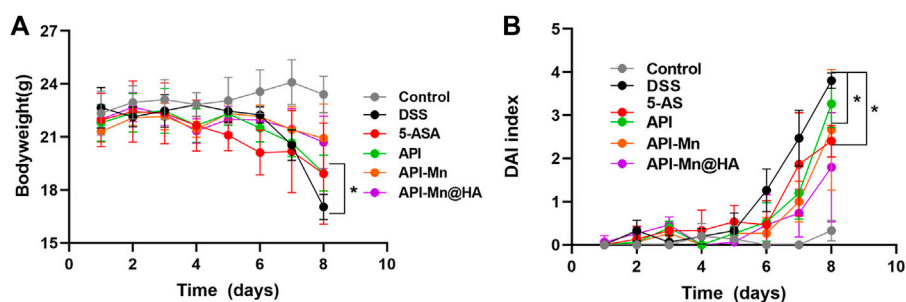 A
Bodyweight(g)
27
24
21
18
15
0
2
4
6
8
10
Time (days)
Control
DSS
5-ASA
API
API-Mn
API-Mn@HA
*
B
DAI index
5
4
3
2
1
0
0
2
4
6
8
10
Time (days)
Control
DSS
5-AS
API
API-Mn
API-Mn@HA
*
*